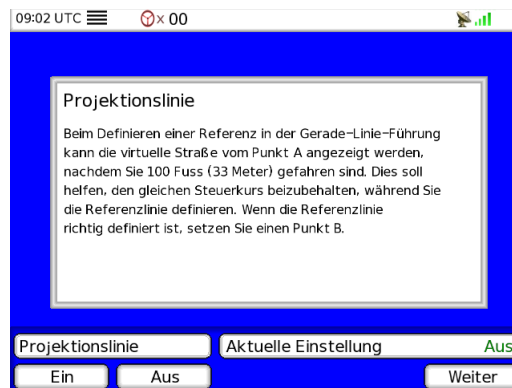 09:02 UTC × 00
Projektionslinie
Beim Definieren einer Referenz in der Gerade-Linie-Führung
kann die virtuelle Straße vom Punkt A angezeigt werden,
nachdem Sie 100 Fuss (33 Meter) gefahren sind. Dies soll
helfen, den gleichen Steuerkurs beizubehalten, während Sie
die Referenzlinie definieren. Wenn die Referenzlinie
richtig definiert ist, setzen Sie einen Punkt B.
Projektionslinie Aktuelle Einstellung Aus
Ein Aus Weiter